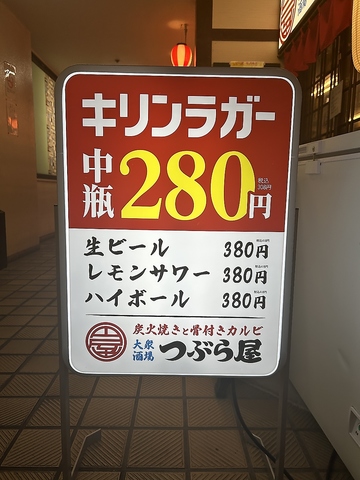 キリンラガー
中瓶280円
税込
308円
生ビール 380円
レモンサワー 380円
ハイボール 380円
炭火焼きと骨付きカルビ
大衆酒場 つぶら屋